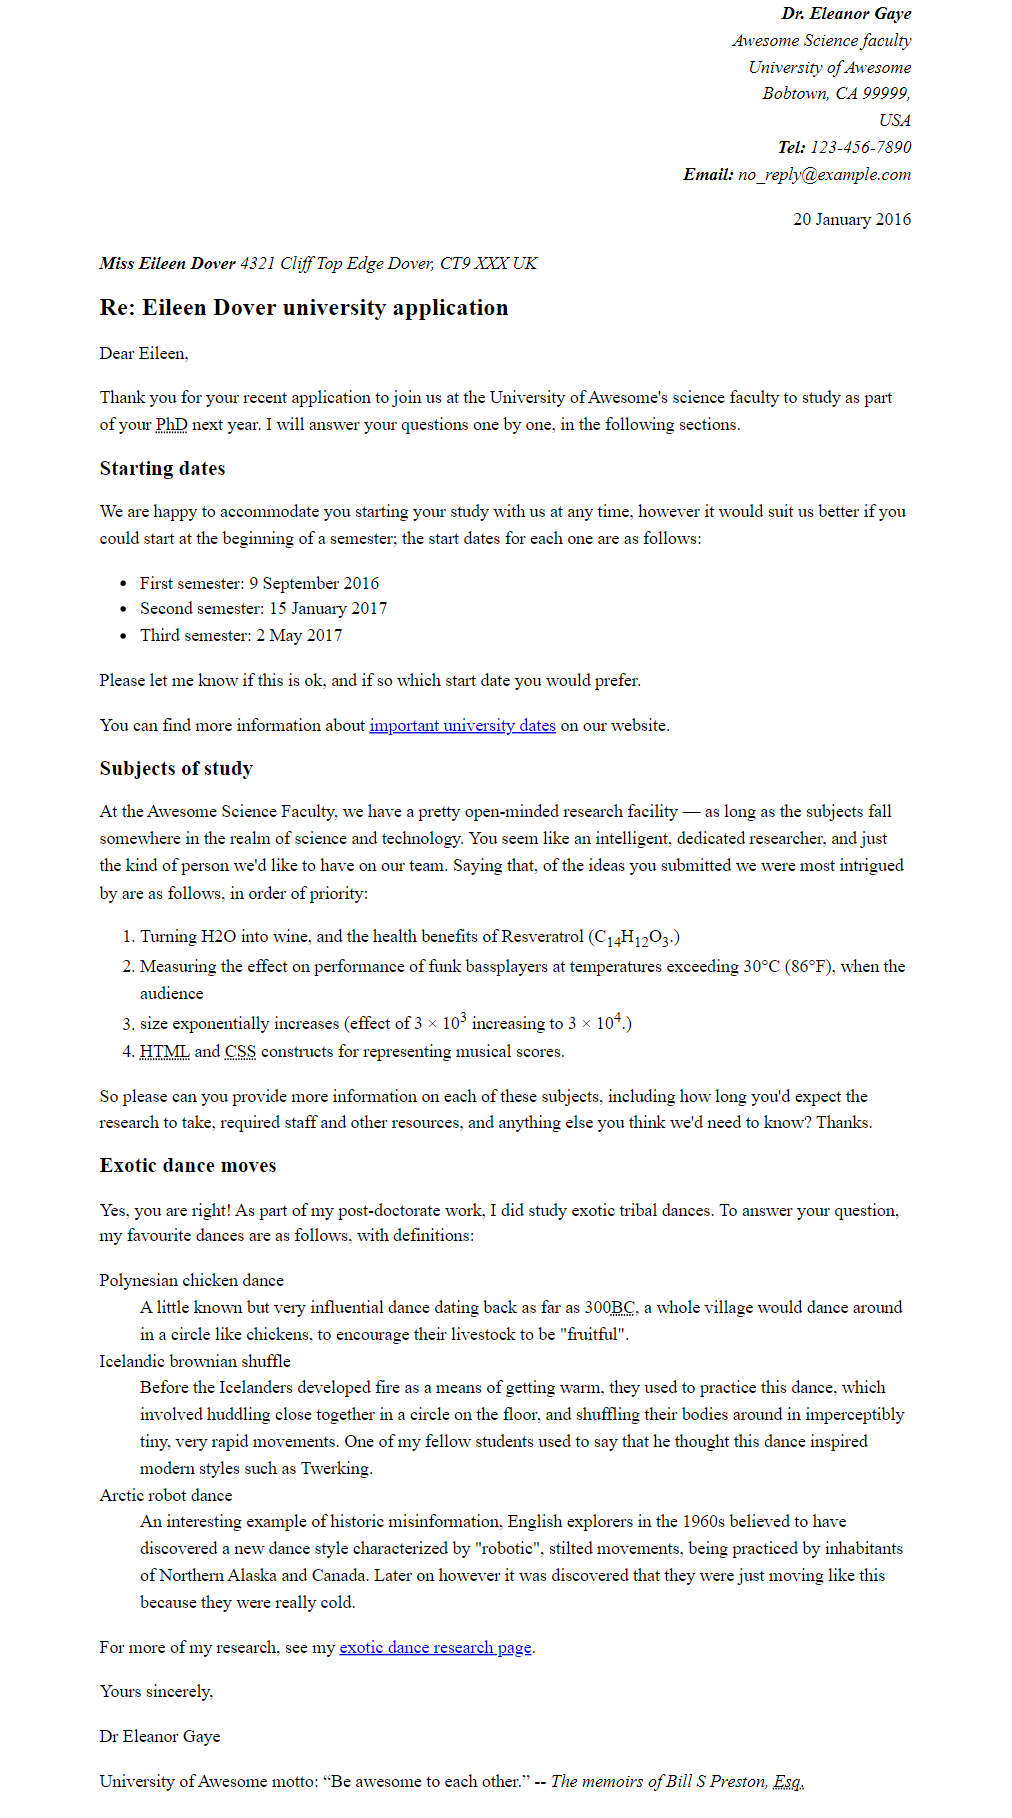 Dr. Eleanor Gaye
Awesome Science faculty
University of Awesome
Bobtown, CA 99999,
USA
Tel: 123-456-7890
Email: no_reply@example.com
20 January 2016
Miss Eileen Dover 4321 Cliff Top Edge Dover, CT9 XXX UK
Re: Eileen Dover university application
Dear Eileen,
Thank you for your recent application to join us at the University of Awesome's science faculty to study as part
of your PhD next year. I will answer your questions one by one, in the following sections.
Starting dates
We are happy to accommodate you starting your study with us at any time, however it would suit us better if you
could start at the beginning of a semester; the start dates for each one are as follows:
• First semester: 9 September 2016
• Second semester: 15 January 2017
• Third semester: 2 May 2017
Please let me know if this is ok, and if so which start date you would prefer.
You can find more information about important university dates on our website.
Subjects of study
At the Awesome Science Faculty, we have a pretty open-minded research facility — as long as the subjects fall
somewhere in the realm of science and technology. You seem like an intelligent, dedicated researcher, and just
the kind of person we'd like to have on our team. Saying that, of the ideas you submitted we were most intrigued
by are as follows, in order of priority:
1. Turning H2O into wine, and the health benefits of Resveratrol (C₁₄H₁₂O₃.)
2. Measuring the effect on performance of funk bassplayers at temperatures exceeding 30°C (86°F), when the
audience
3. size exponentially increases (effect of 3 × 10³ increasing to 3 × 10⁴.)
4. HTML and CSS constructs for representing musical scores.
So please can you provide more information on each of these subjects, including how long you'd expect the
research to take, required staff and other resources, and anything else you think we'd need to know? Thanks.
Exotic dance moves
Yes, you are right! As part of my post-doctorate work, I did study exotic tribal dances. To answer your question,
my favourite dances are as follows, with definitions:
Polynesian chicken dance
A little known but very influential dance dating back as far as 300BC, a whole village would dance around
in a circle like chickens, to encourage their livestock to be "fruitful".
Icelandic brownian shuffle
Before the Icelanders developed fire as a means of getting warm, they used to practice this dance, which
involved huddling close together in a circle on the floor, and shuffling their bodies around in imperceptibly
tiny, very rapid movements. One of my fellow students used to say that he thought this dance inspired
modern styles such as Twerking.
Arctic robot dance
An interesting example of historic misinformation, English explorers in the 1960s believed to have
discovered a new dance style characterized by "robotic", stilted movements, being practiced by inhabitants
of Northern Alaska and Canada. Later on however it was discovered that they were just moving like this
because they were really cold.
For more of my research, see my exotic dance research page.
Yours sincerely,
Dr Eleanor Gaye
University of Awesome motto: “Be awesome to each other.” -- The memoirs of Bill S Preston, Esq.